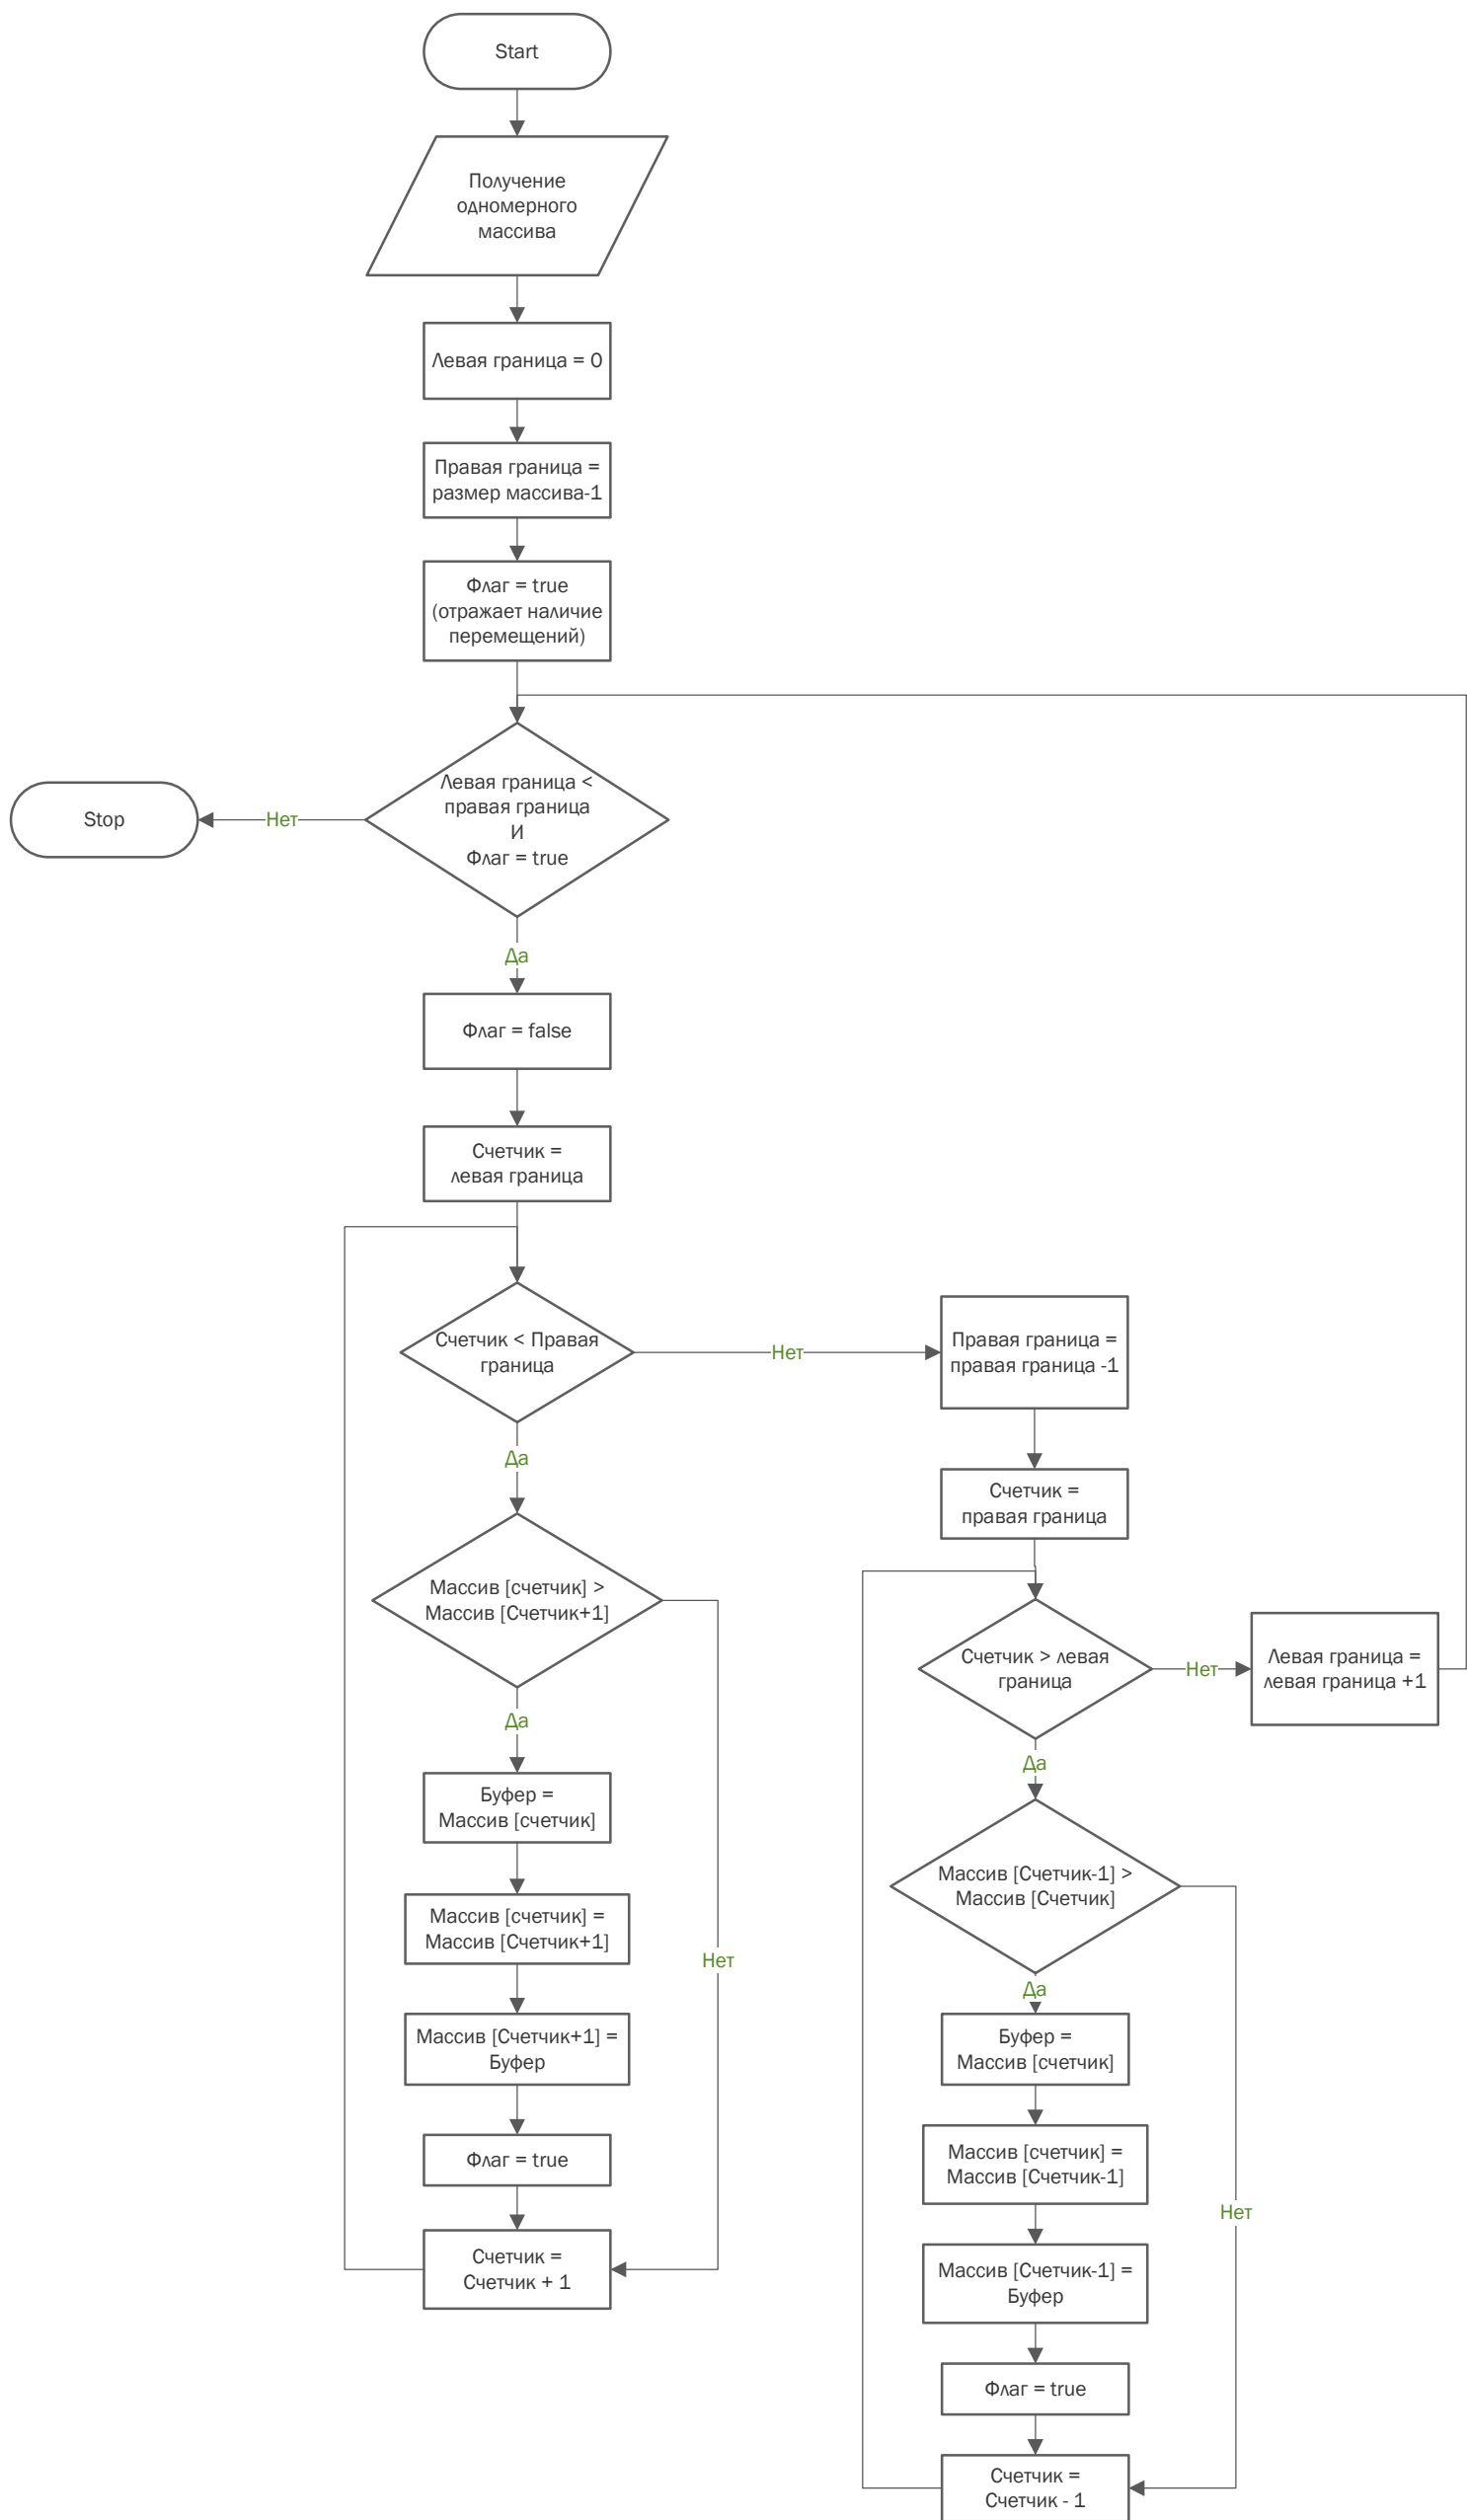 Start
Получение
одномерного
массива
Левая граница = 0
Правая граница =
размер массива-1
Флаг = true
(отражает наличие
перемещений)
Левая граница <
правая граница
И
Флаг = true
Нет
Stop
Да
Флаг = false
Счетчик =
левая граница
Счетчик < Правая
граница
Да
Массив [счетчик] >
Массив [Счетчик+1]
Да
Буфер =
Массив [счетчик]
Массив [счетчик] =
Массив [Счетчик+1]
Массив [Счетчик+1] =
Буфер
Флаг = true
Счетчик =
Счетчик + 1
Нет
Нет
Правая граница =
правая граница -1
Счетчик =
правая граница
Счетчик > левая
граница
Нет
Левая граница =
левая граница +1
Да
Массив [Счетчик-1] >
Массив [Счетчик]
Да
Буфер =
Массив [счетчик]
Массив [счетчик] =
Массив [Счетчик-1]
Массив [Счетчик-1] =
Буфер
Флаг = true
Счетчик =
Счетчик - 1
Нет